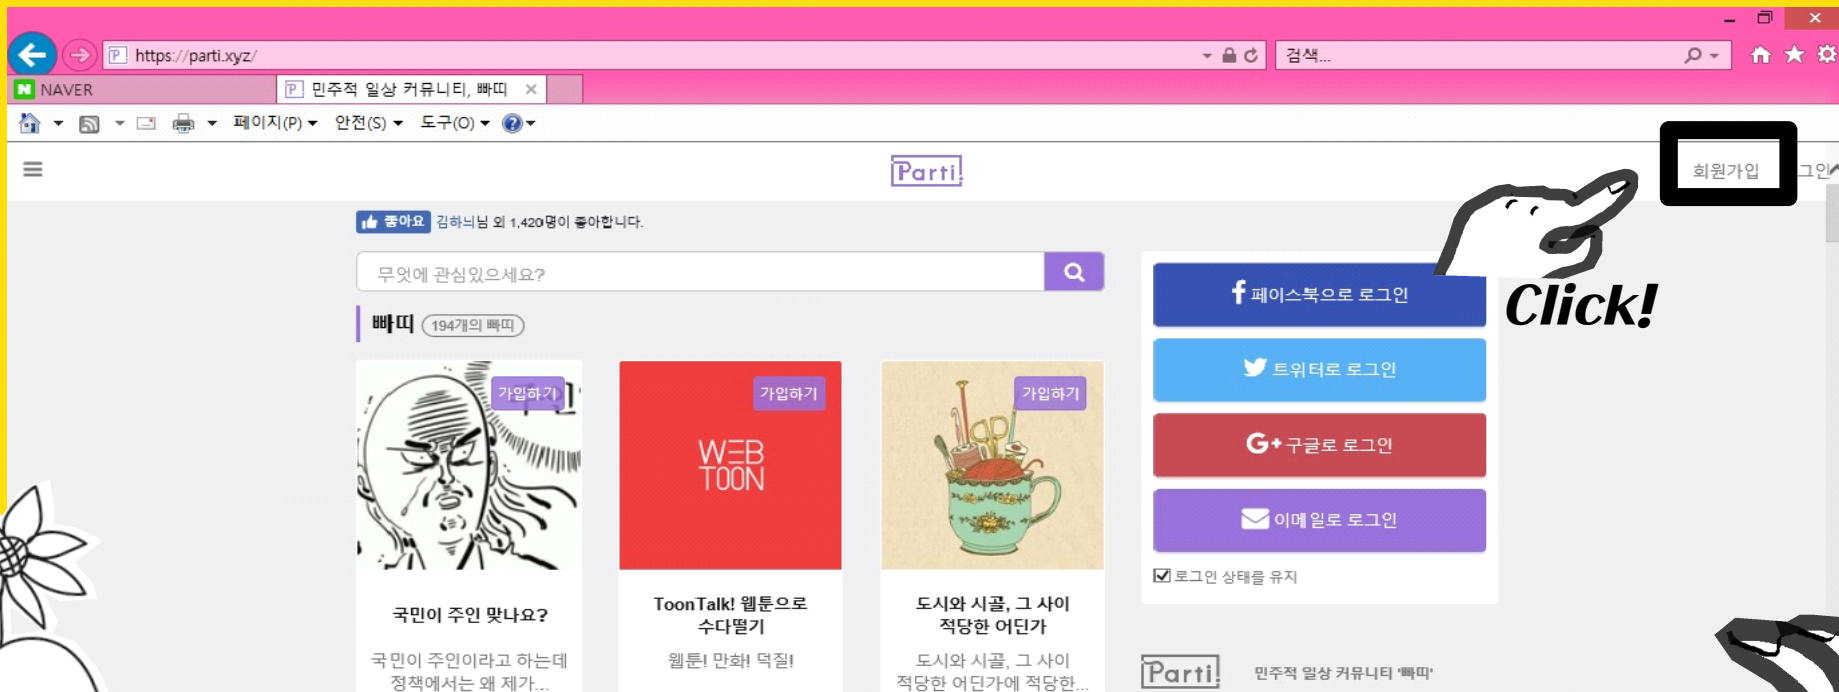 https://parti.xyz/
검색...
NAVER
민주적 일상 커뮤니티, 빠띠
페이지(P)
안전(S)
도구(O)
Parti!
회원가입
그인
좋아요
김하늬님 외 1,420명이 좋아합니다.
무엇에 관심있으세요?
빠띠
194개의 빠띠
가입하기
국민이 주인 맞나요?
국민이 주인이라고 하는데
정책에서는 왜 제가...
가입하기
WEB
TOON
ToonTalk! 웹툰으로
수다떨기
웹툰! 만화! 덕질!
가입하기
도시와 시골, 그 사이
적당한 어딘가
도시와 시골, 그 사이
적당한 어딘가에 적당한...
페이스북으로 로그인
Click!
트위터로 로그인
G+ 구글로 로그인
이메일로 로그인
로그인 상태를 유지
Parti!
민주적 일상 커뮤니티 '빠띠'